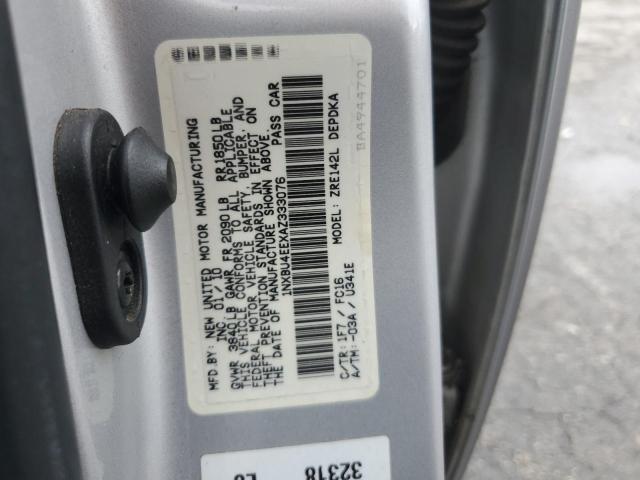 MFD.BY: NEW UNITED MOTOR MANUFACTURING
INC. 01/10
GVWR 3840LB GAWR FR 2090LB RR1850LB
THIS VEHICLE CONFORMS TO ALL APPLICABLE
FEDERAL MOTOR VEHICLE SAFETY, BUMPER, AND
THEFT PREVENTION STANDARDS IN EFFECT ON
THE DATE OF MANUFACTURE SHOWN ABOVE.
1NXBU4EEXAZ333076 PASS CAR
MODEL: ZRE142L DEPDKA
C/TR: 1F7 / FC16
A/TM: -03A / U341E
BA4944701
32318